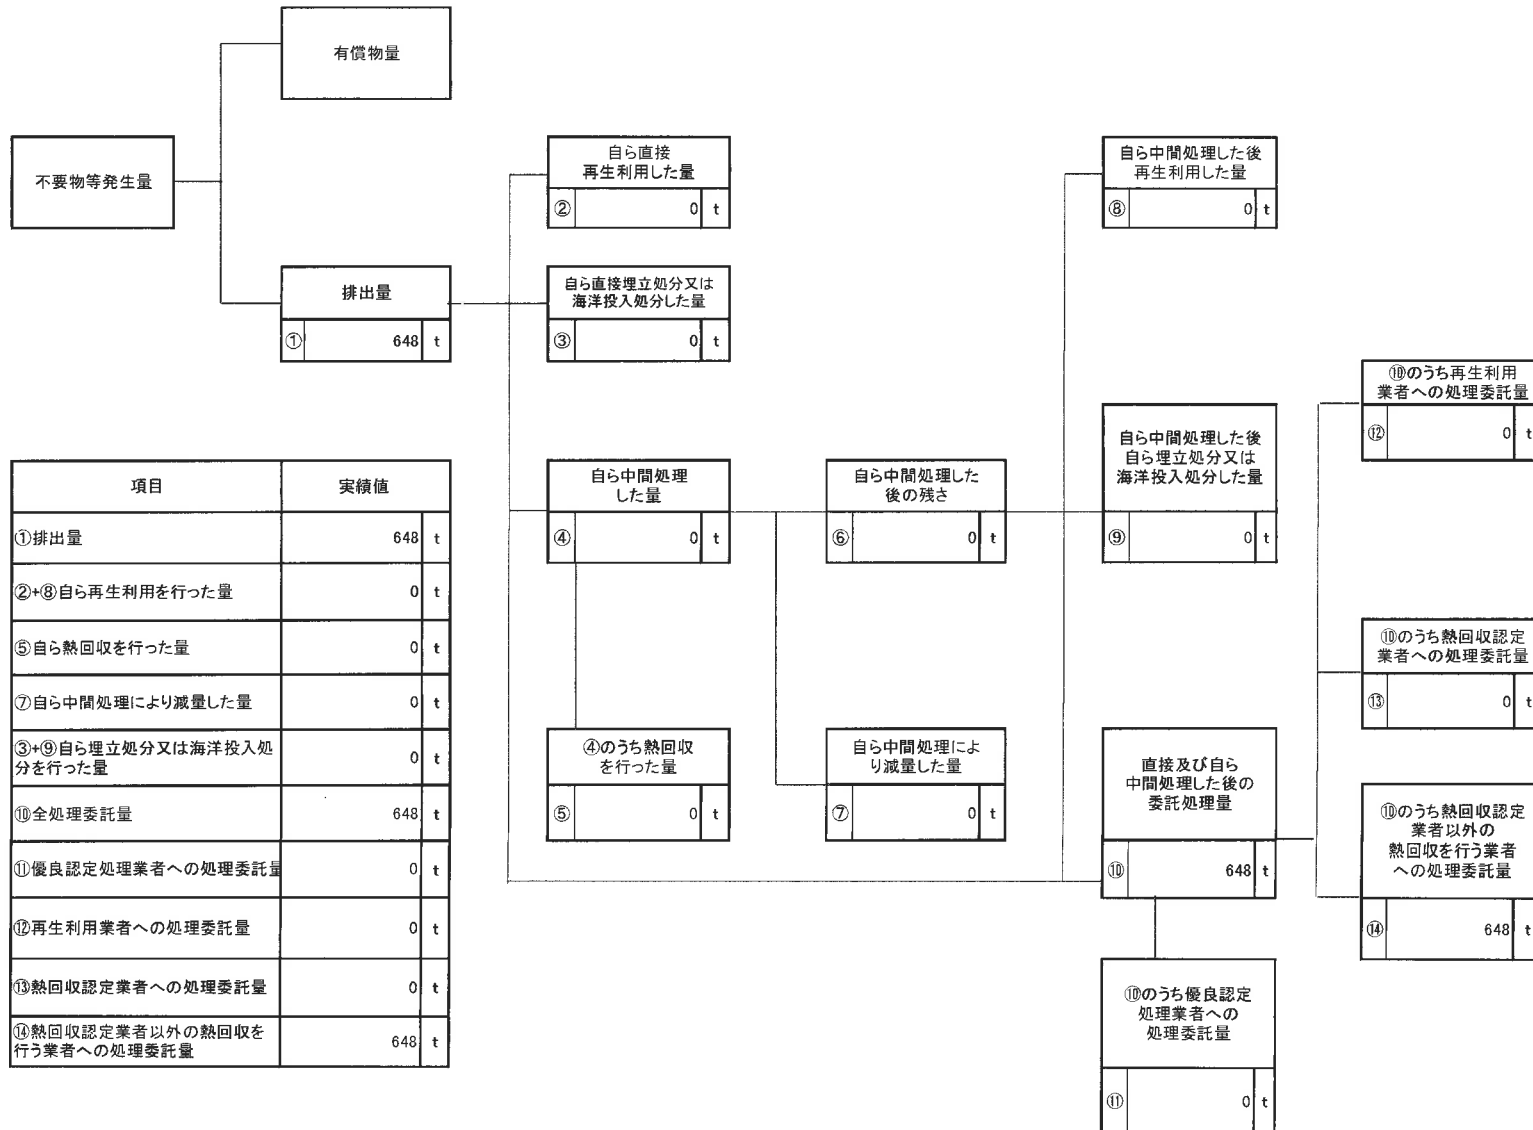 有償物量
不要物等発生量
排出量
① 648 t
自ら直接
再生利用した量
② 0 t
自ら直接埋立処分又は
海洋投入処分した量
③ 0 t
自ら中間処理
した量
④ 0 t
④のうち熱回収
を行った量
⑤ 0 t
自ら中間処理した
後の残さ
⑥ 0 t
自ら中間処理によ
り減量した量
⑦ 0 t
自ら中間処理した後
再生利用した量
⑧ 0 t
自ら中間処理した後
自ら埋立処分又は
海洋投入処分した量
⑨ 0 t
直接及び自ら
中間処理した後の
委託処理量
⑩ 648 t
⑩のうち優良認定
処理業者への
処理委託量
⑪ 0 t
⑩のうち再生利用
業者への処理委託量
⑫ 0 t
⑩のうち熱回収認定
業者への処理委託量
⑬ 0 t
⑩のうち熱回収認定
業者以外の
熱回収を行う業者
への処理委託量
⑭ 648 t
項目 実績値
①排出量 648 t
②+⑧自ら再生利用を行った量 0 t
⑤自ら熱回収を行った量 0 t
⑦自ら中間処理により減量した量 0 t
③+⑨自ら埋立処分又は海洋投入処
分を行った量 0 t
⑩全処理委託量 648 t
⑪優良認定処理業者への処理委託量 0 t
⑫再生利用業者への処理委託量 0 t
⑬熱回収認定業者への処理委託量 0 t
⑭熱回収認定業者以外の熱回収を
行う業者への処理委託量 648 t